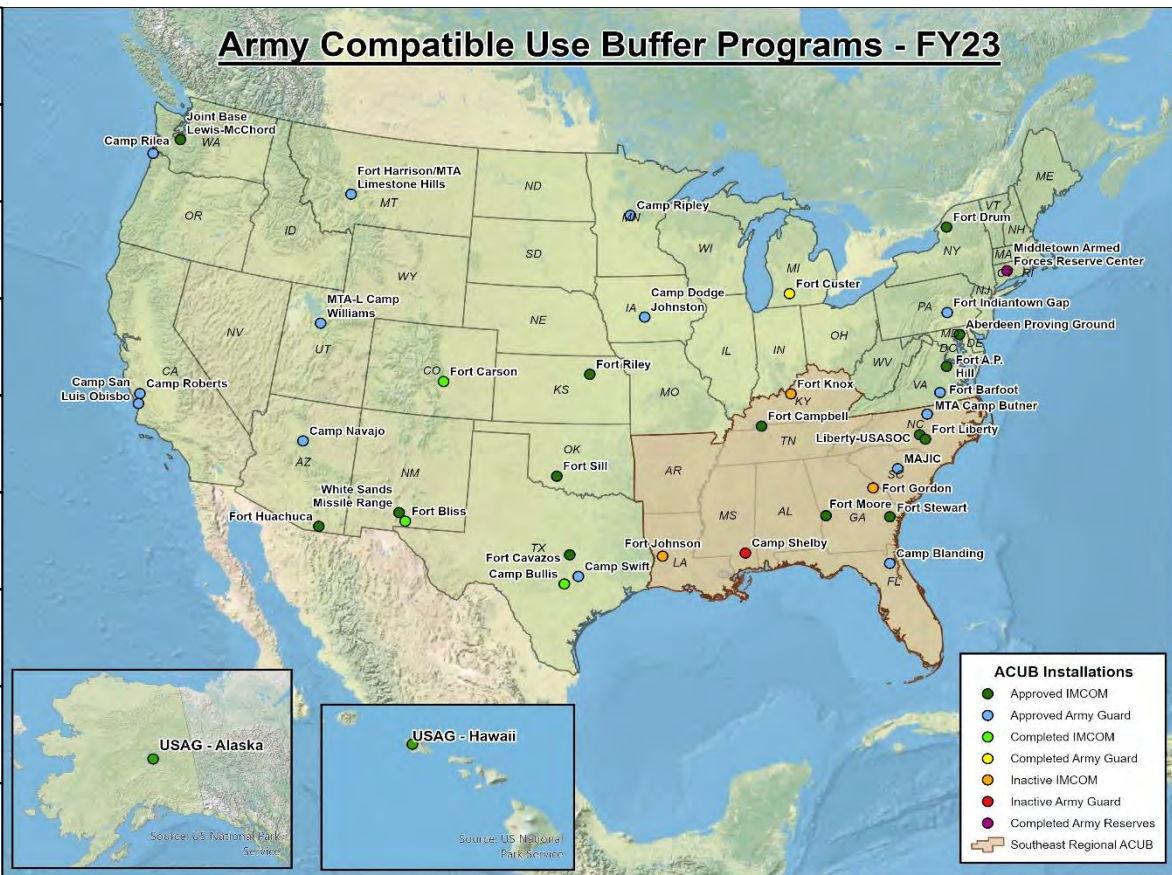 Army Compatible Use Buffer Programs - FY23
Joint Base
Lewis-McChord
WA
Camp Rilea
Fort Harrison/MTA
Limestone Hills
MT
ND
Camp Ripley
MN
ME
VT
Fort Drum
NH
NY
OR
ID
SD
WI
MI
MA
Middletown Armed
Forces Reserve Center
RI
WY
Fort Custer
MTA-L Camp
Williams
NE
IA
Camp Dodge
Johnston
PA
NJ
Fort Indiantown Gap
Aberdeen Proving Ground
NV
UT
IL
IN
OH
MD
DE
DC
WV
CA
CO
Fort Carson
Fort Riley
KS
MO
Fort A.P.
Hill
VA
Camp San
Luis Obisbo
Camp Roberts
Fort Knox
KY
Fort Barfoot
MTA Camp Butner
Fort Campbell
NC
Fort Liberty
Liberty-USASOC
TN
Camp Navajo
AZ
NM
OK
Fort Sill
AR
MAJIC
SC
Fort Gordon
White Sands
Missile Range
Fort Bliss
Fort Huachuca
MS
AL
Fort Moore
GA
Fort Stewart
TX
Fort Cavazos
Camp Bullis
Camp Swift
Fort Johnson
LA
Camp Shelby
Camp Blanding
FL
USAG - Alaska
Source: US National Park
Service
USAG - Hawaii
Source: US National
Park Service
ACUB Installations
Approved IMCOM
Approved Army Guard
Completed IMCOM
Completed Army Guard
Inactive IMCOM
Inactive Army Guard
Completed Army Reserves
Southeast Regional ACUB